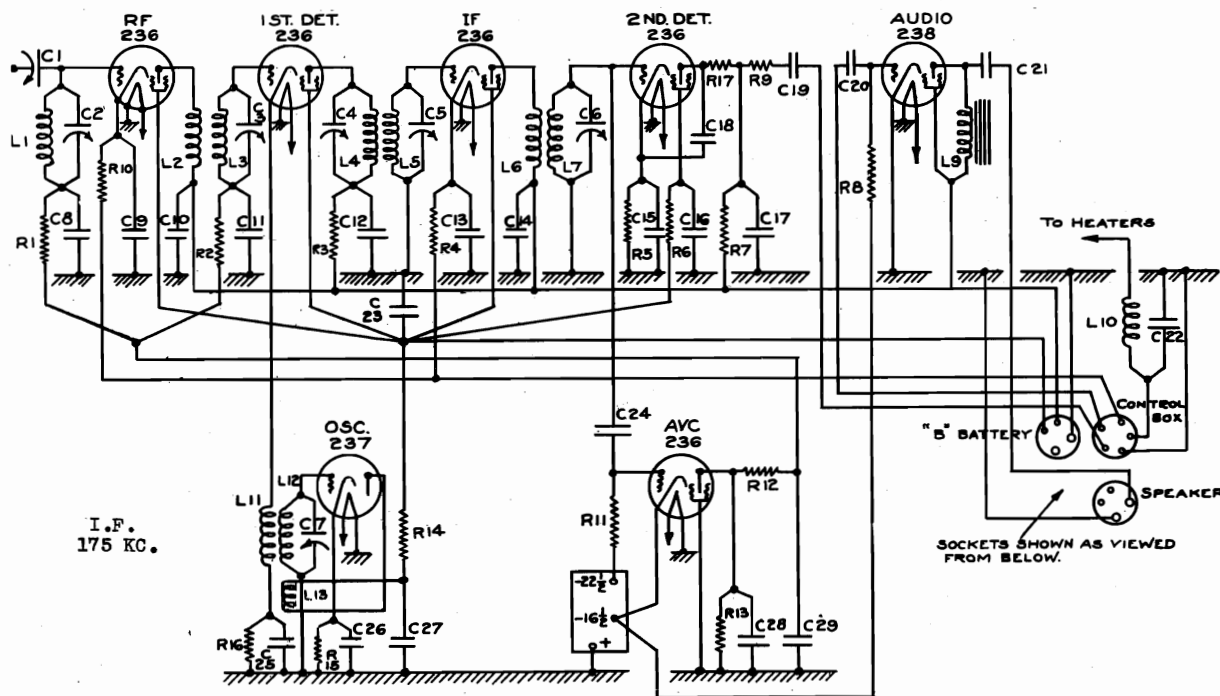 RF
236
1ST. DET.
236
IF
236
2ND. DET.
236
AUDIO
238
C1
L1
C2
R10
L2
L3
C3
C4
L4
L5
C5
L6
L7
C6
R17
R9
C19
C18
C20
R8
L9
C21
R1
C8
C9
C10
R2
C11
R3
C12
R4
C13
C14
C15
R5
C16
R6
R7
C17
TO HEATERS
L10
C22
C
23
C24
OSC.
237
AVC
236
"B" BATTERY
CONTROL
BOX
SPEAKER
SOCKETS SHOWN AS VIEWED
FROM BELOW.
L11
L12
C7
L13
R14
R11
R12
I.F.
175 KC.
-22½
-16½
+
R16
C
25
R
15
C26
C27
R13
C28
C29